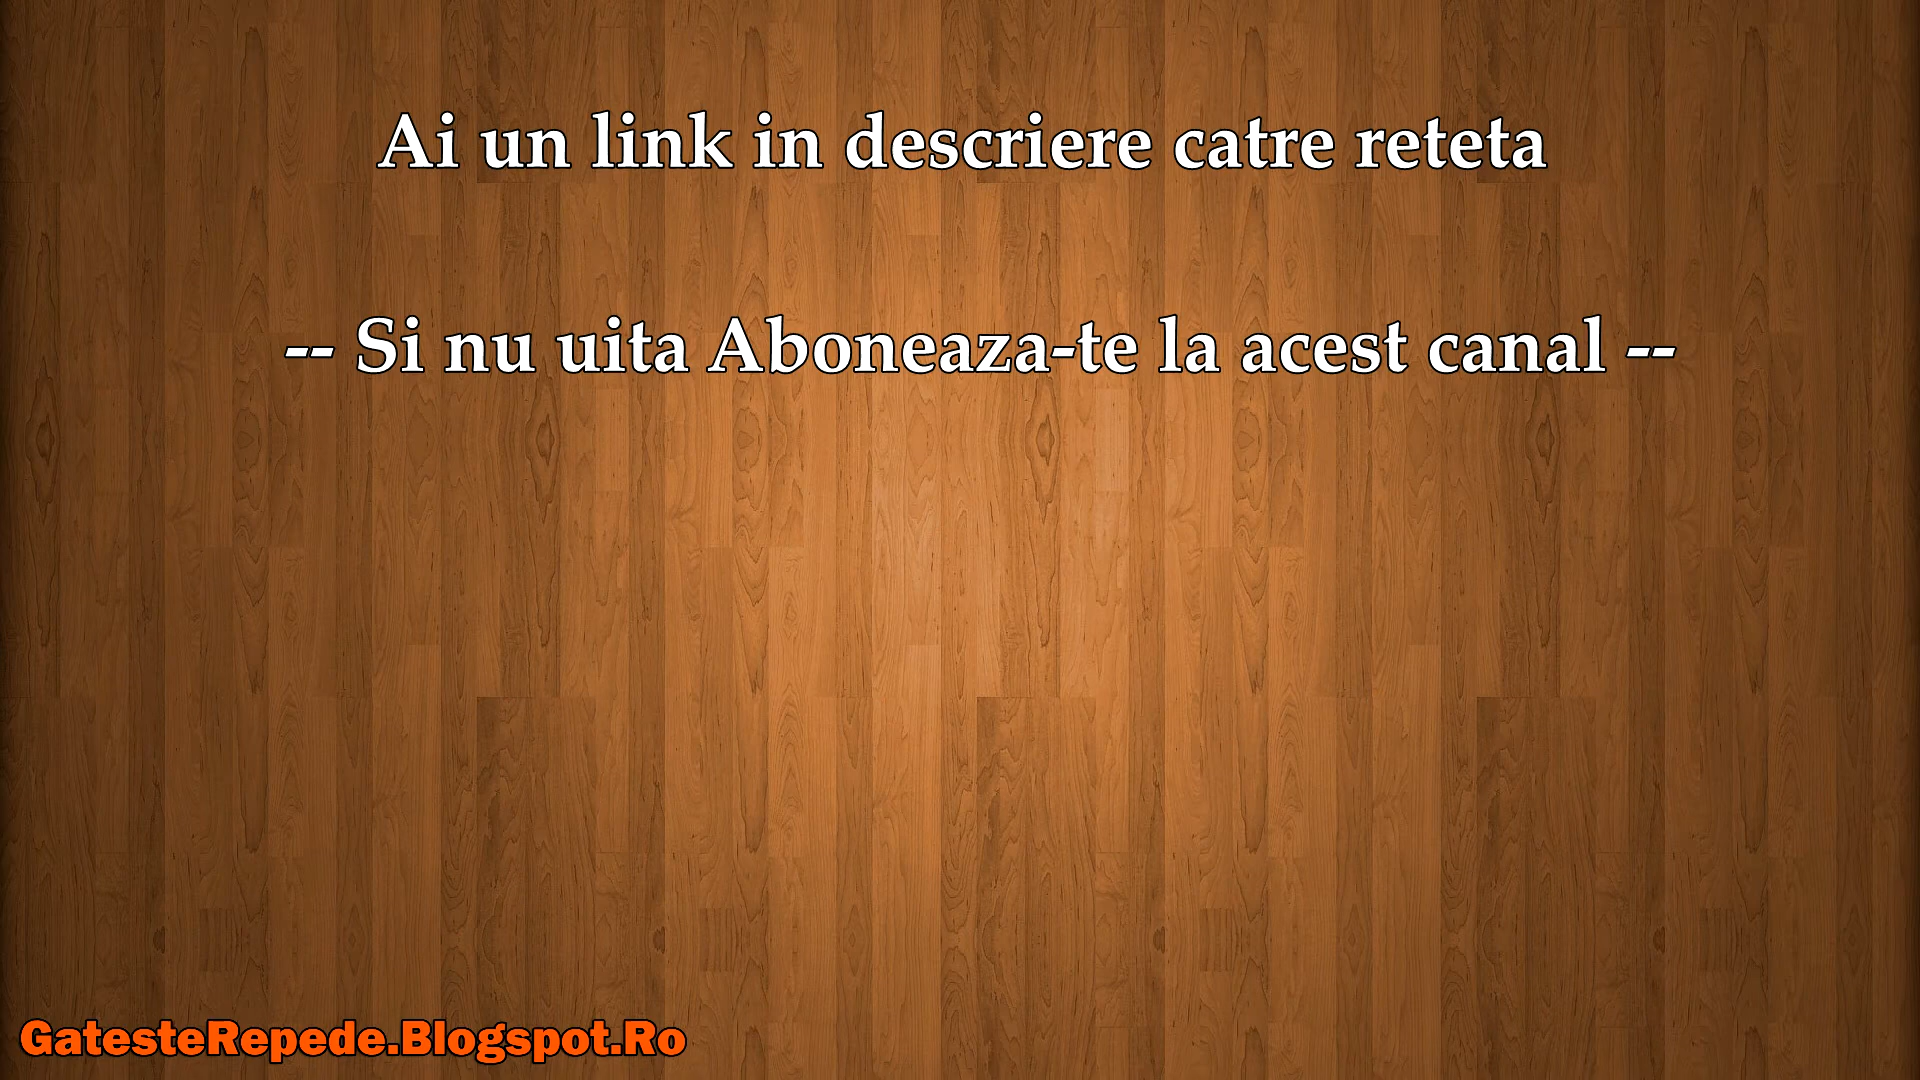 Ai un link in descriere catre reteta
-- Si nu uita Aboneaza-te la acest canal --
GatesteRepede.Blogspot.Ro